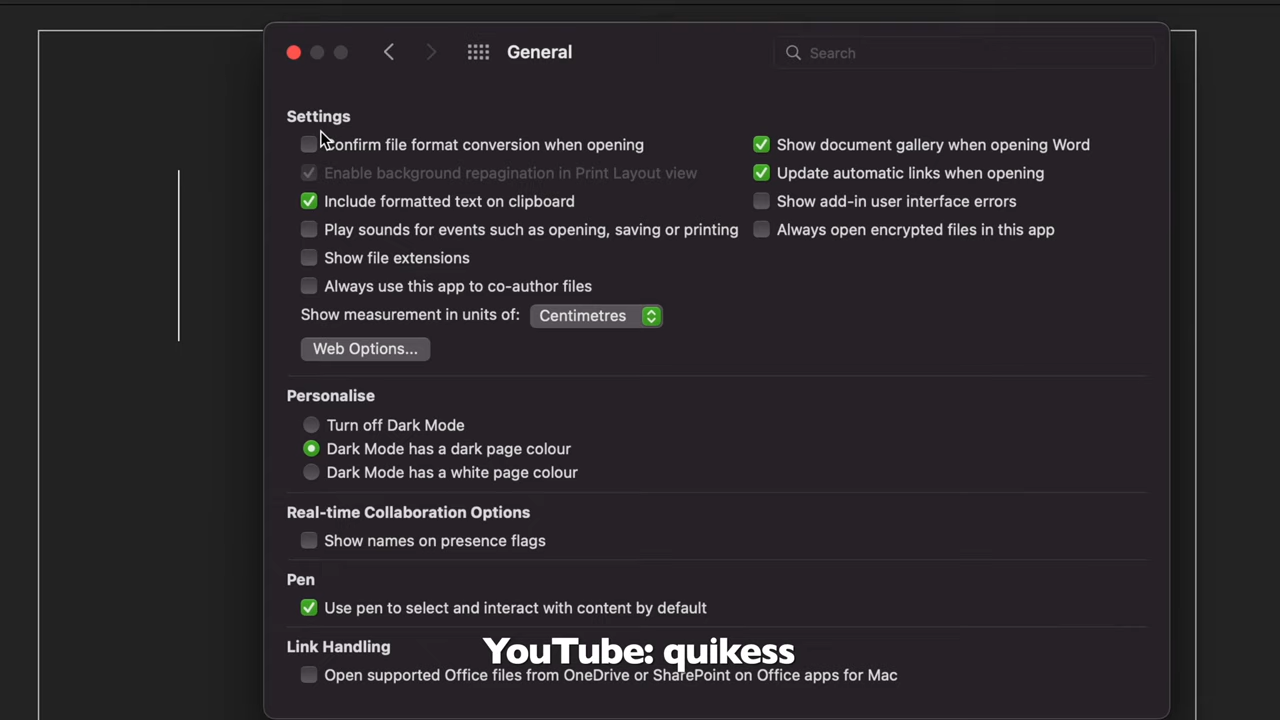 General
Search
Settings
Confirm file format conversion when opening
Enable background repagination in Print Layout view
Include formatted text on clipboard
Play sounds for events such as opening, saving or printing
Show file extensions
Always use this app to co-author files
Show measurement in units of: Centimetres
Web Options...
Show document gallery when opening Word
Update automatic links when opening
Show add-in user interface errors
Always open encrypted files in this app
Personalise
Turn off Dark Mode
Dark Mode has a dark page colour
Dark Mode has a white page colour
Real-time Collaboration Options
Show names on presence flags
Pen
Use pen to select and interact with content by default
Link Handling
YouTube: quikess
Open supported Office files from OneDrive or SharePoint on Office apps for Mac